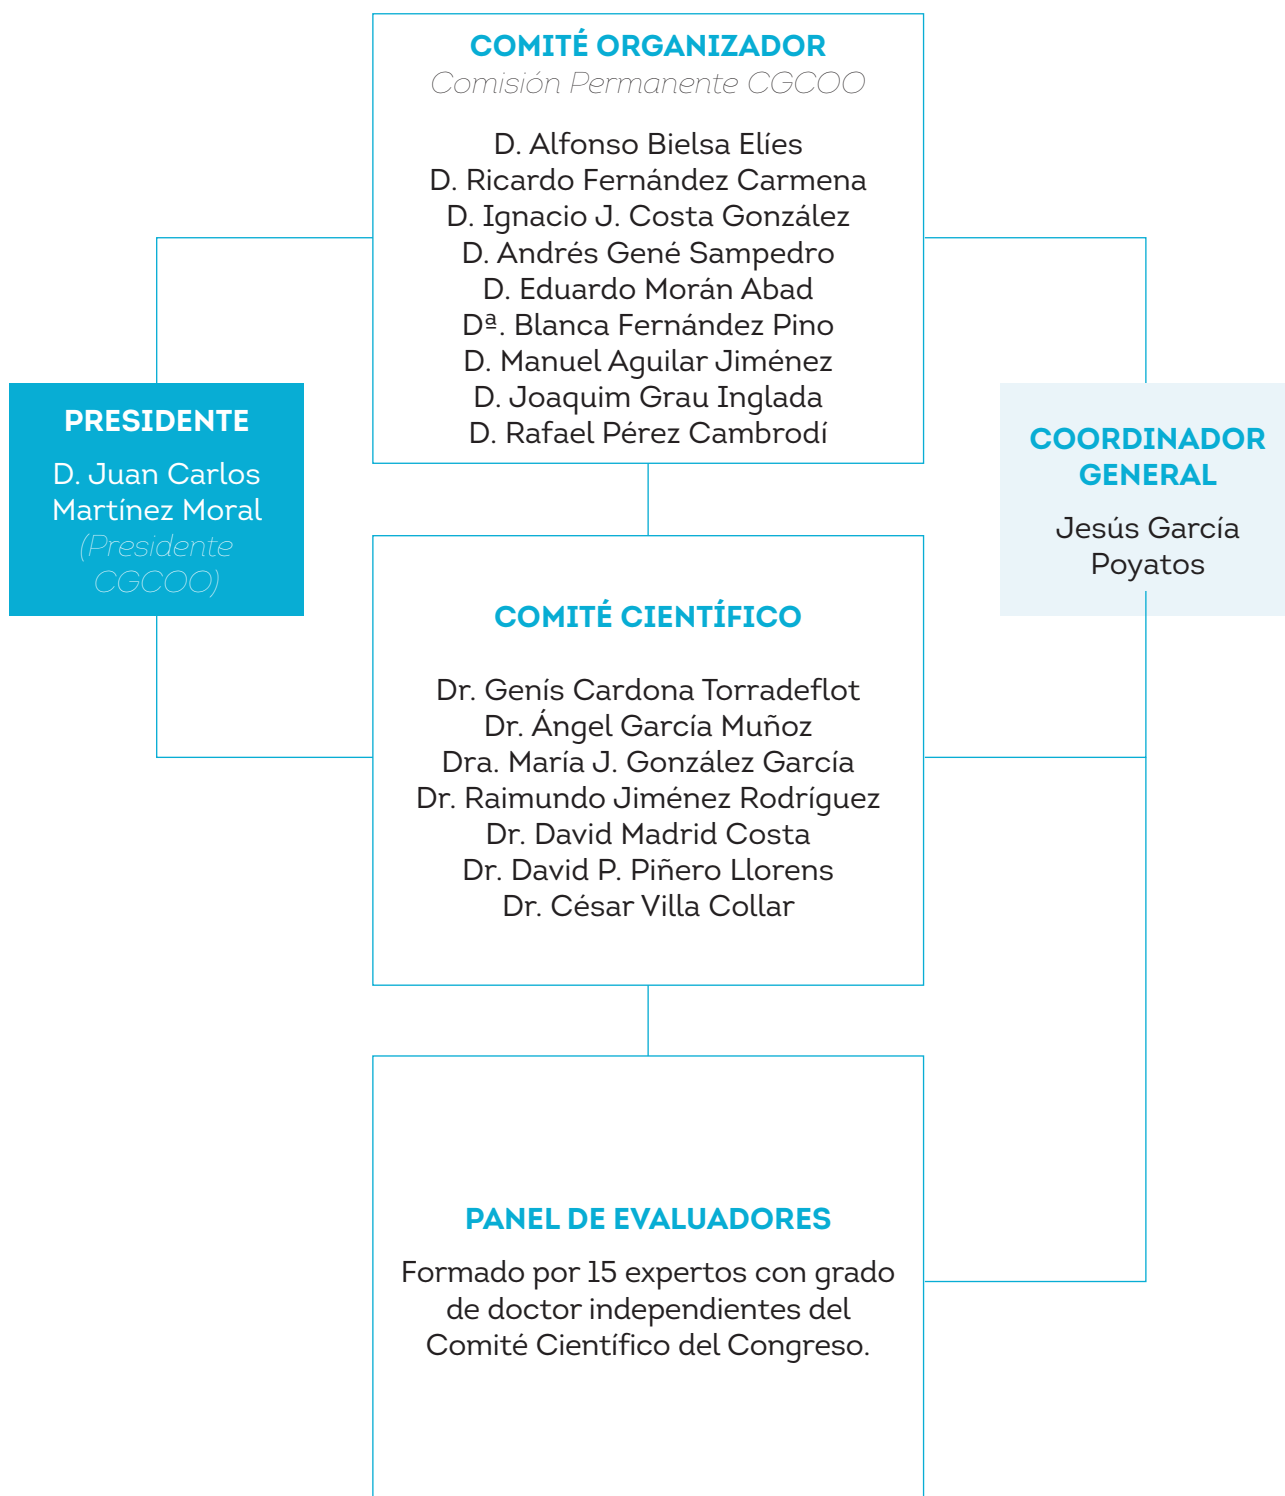 COMITÉ ORGANIZADOR
Comisión Permanente CGCOO
D. Alfonso Bielsa Elíes
D. Ricardo Fernández Carmena
D. Ignacio J. Costa González
D. Andrés Gené Sampedro
D. Eduardo Morán Abad
Dª. Blanca Fernández Pino
D. Manuel Aguilar Jiménez
D. Joaquim Grau Inglada
D. Rafael Pérez Cambrodí
PRESIDENTE
D. Juan Carlos
Martínez Moral
(Presidente
CGCOO)
COORDINADOR
GENERAL
Jesús García
Poyatos
COMITÉ CIENTÍFICO
Dr. Genís Cardona Torradeflot
Dr. Ángel García Muñoz
Dra. María J. González García
Dr. Raimundo Jiménez Rodríguez
Dr. David Madrid Costa
Dr. David P. Piñero Llorens
Dr. César Villa Collar
PANEL DE EVALUADORES
Formado por 15 expertos con grado
de doctor independientes del
Comité Científico del Congreso.